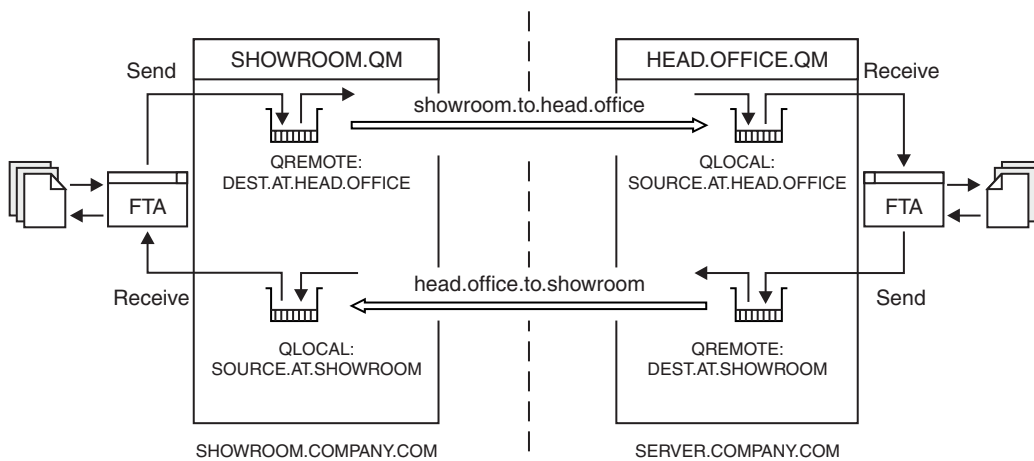 SHOWROOM.QM
HEAD.OFFICE.QM
Send
Receive
showroom.to.head.office
QREMOTE:
DEST.AT.HEAD.OFFICE
QLOCAL:
SOURCE.AT.HEAD.OFFICE
FTA
FTA
head.office.to.showroom
Receive
Send
QLOCAL:
SOURCE.AT.SHOWROOM
QREMOTE:
DEST.AT.SHOWROOM
SHOWROOM.COMPANY.COM
SERVER.COMPANY.COM